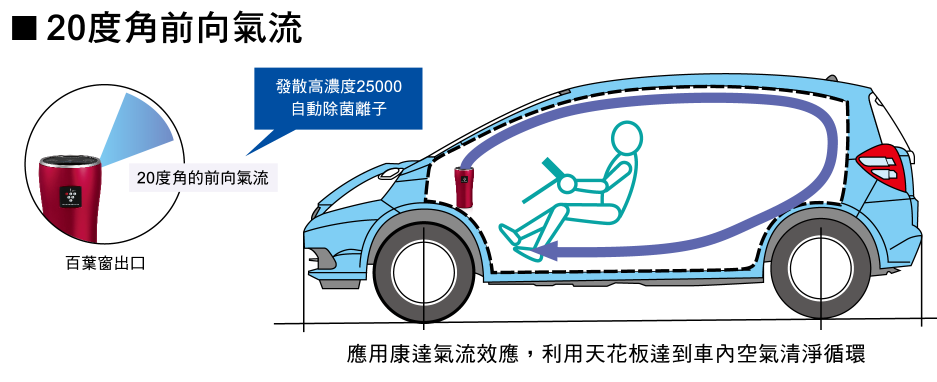 ■ 20度角前向氣流
發散高濃度25000
自動除菌離子
20度角的前向氣流
百葉窗出口
應用康達氣流效應，利用天花板達到車內空氣清淨循環